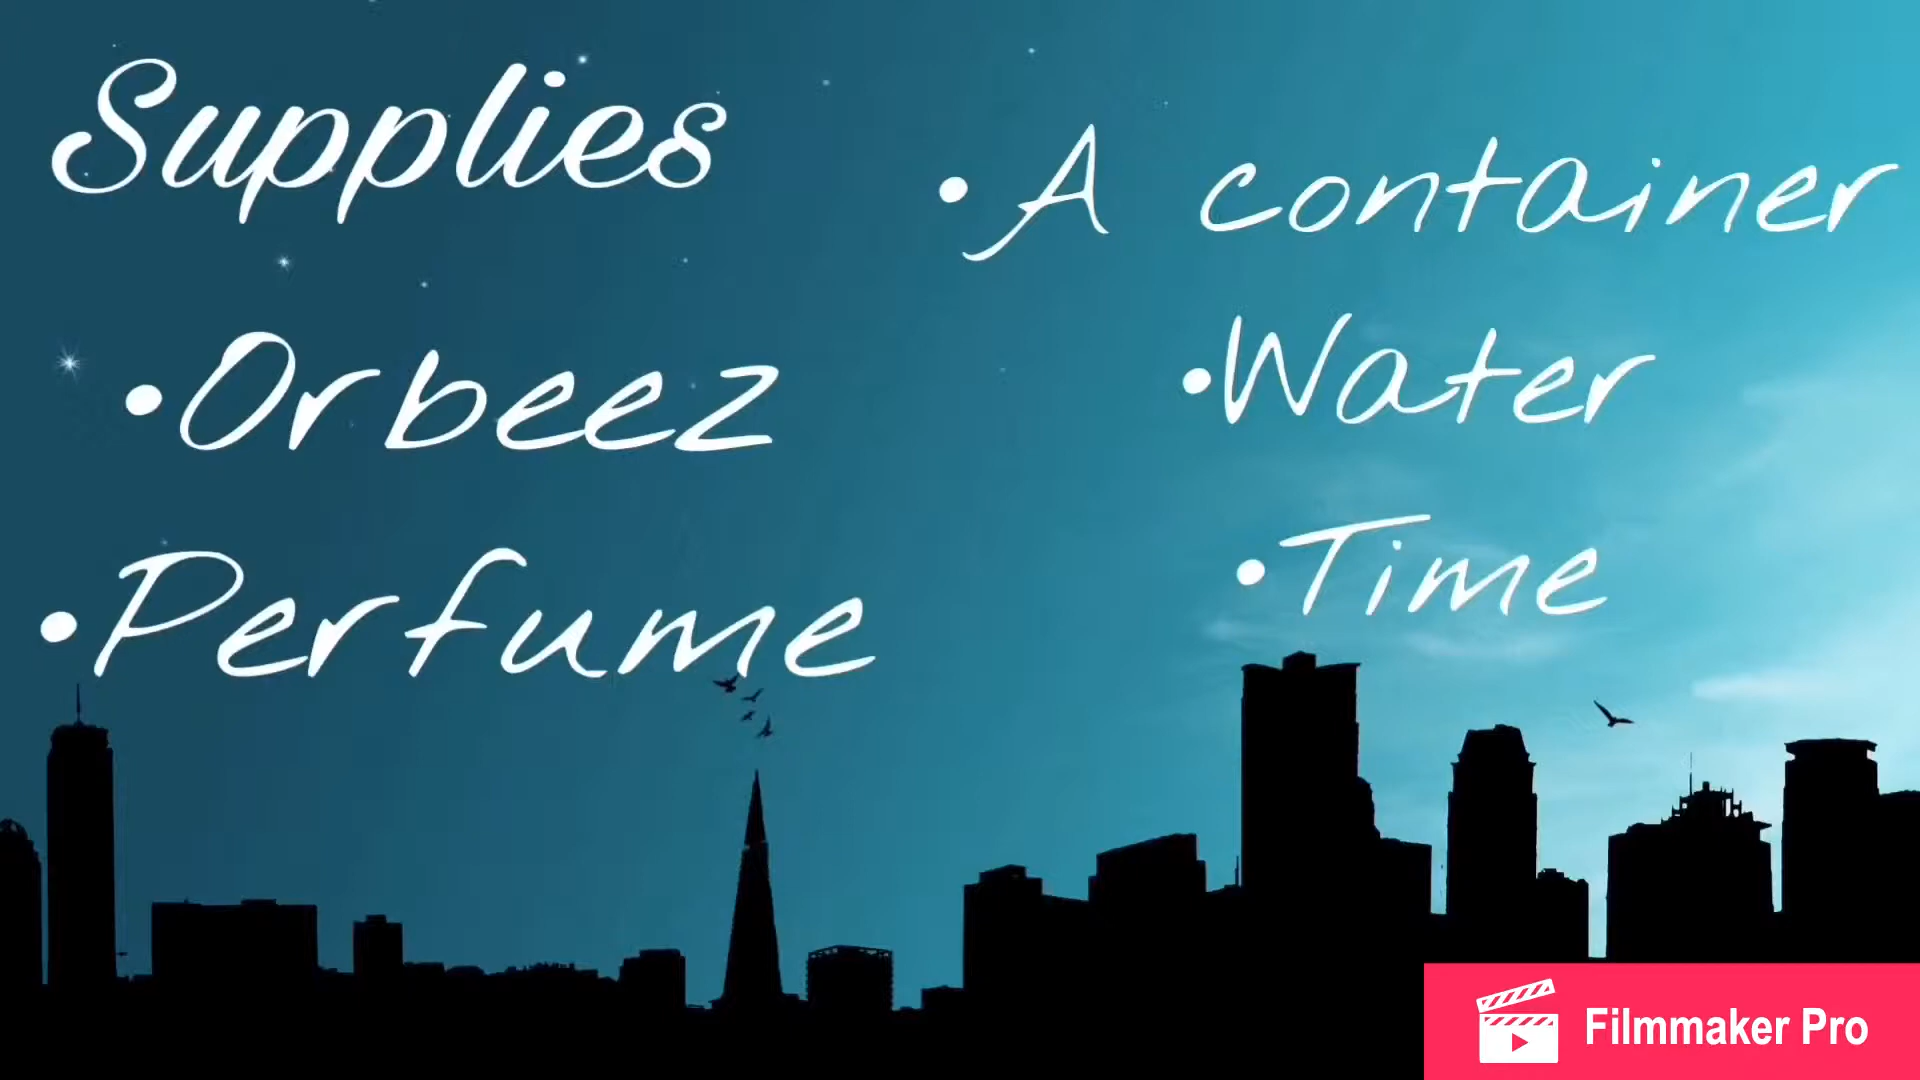 Supplies
•Orbeez
•Perfume
•A container
•Water
•Time
Filmmaker Pro